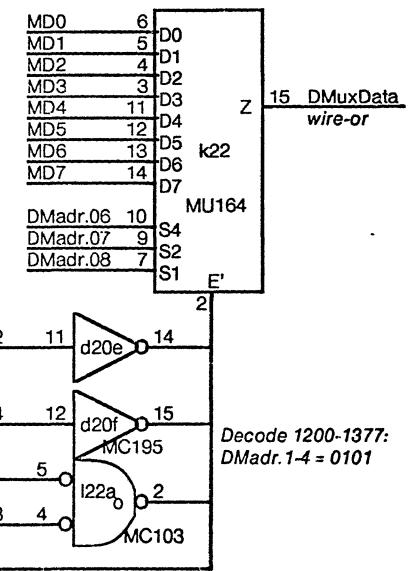 MD0 6 D0
MD1 5 D1
MD2 4 D2
MD3 3 D3
MD4 11 D4
MD5 12 D5
MD6 13 D6
MD7 14 D7
Z 15 DMuxData
wire-or
k22
MU164
DMadr.06 10 S4
DMadr.07 9 S2
DMadr.08 7 S1
E'
2
11 d20e 14
12 d20f 15
MC195
Decode 1200-1377:
DMadr.1-4 = 0101
5
l22a 2
4
MC103